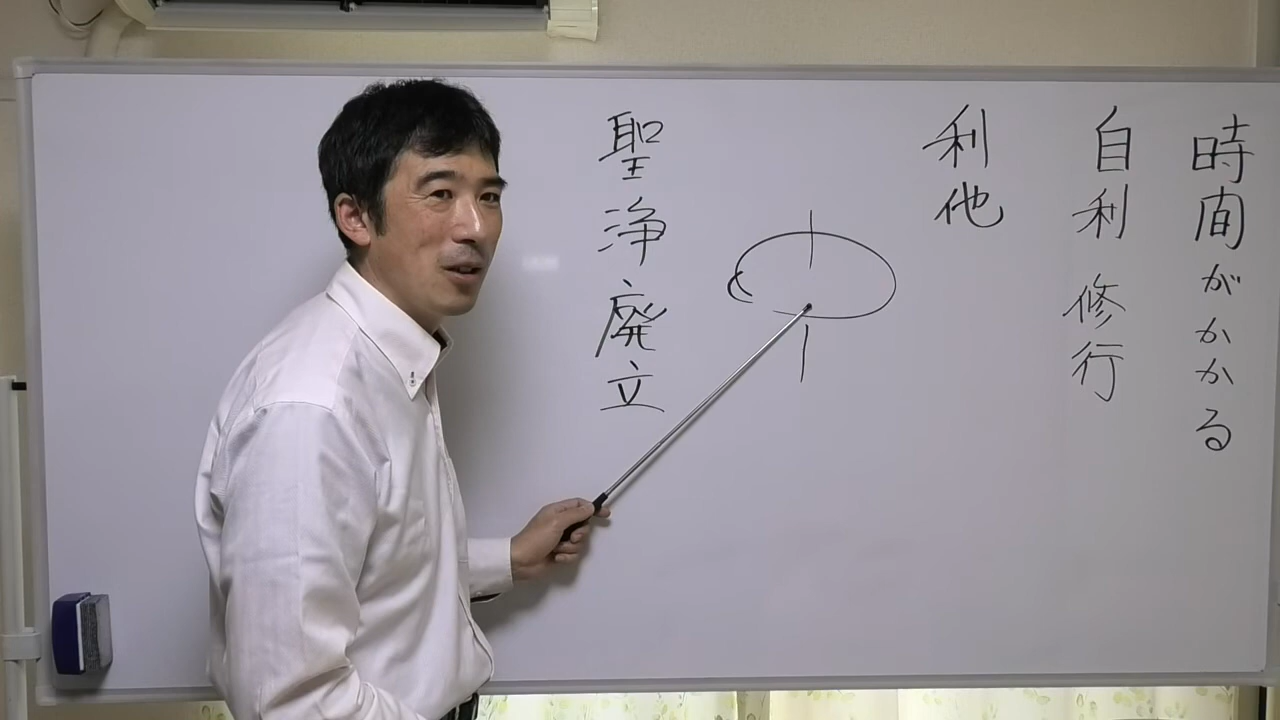 時間がかかる
自利修行
利他
聖浄廃立